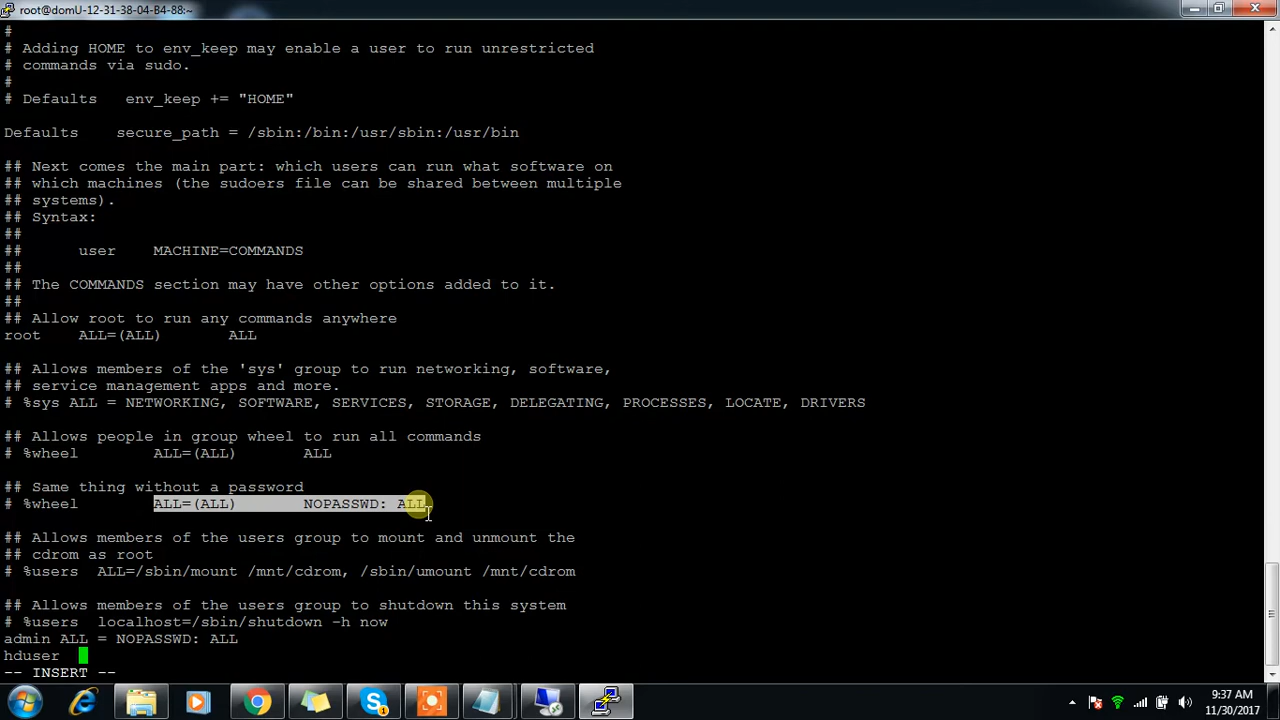 root@domU-12-31-38-04-B4-88:~
#
# Adding HOME to env_keep may enable a user to run unrestricted
# commands via sudo.
#
# Defaults   env_keep += "HOME"
Defaults    secure_path = /sbin:/bin:/usr/sbin:/usr/bin
## Next comes the main part: which users can run what software on
## which machines (the sudoers file can be shared between multiple
## systems).
## Syntax:
##
##      user    MACHINE=COMMANDS
##
## The COMMANDS section may have other options added to it.
##
## Allow root to run any commands anywhere
root    ALL=(ALL)       ALL
## Allows members of the 'sys' group to run networking, software,
## service management apps and more.
# %sys ALL = NETWORKING, SOFTWARE, SERVICES, STORAGE, DELEGATING, PROCESSES, LOCATE, DRIVERS
## Allows people in group wheel to run all commands
# %wheel        ALL=(ALL)       ALL
## Same thing without a password
# %wheel        ALL=(ALL)       NOPASSWD: ALL
## Allows members of the users group to mount and unmount the
## cdrom as root
# %users  ALL=/sbin/mount /mnt/cdrom, /sbin/umount /mnt/cdrom
## Allows members of the users group to shutdown this system
# %users  localhost=/sbin/shutdown -h now
admin ALL = NOPASSWD: ALL
hduser
-- INSERT --
1
9:37 AM
11/30/2017